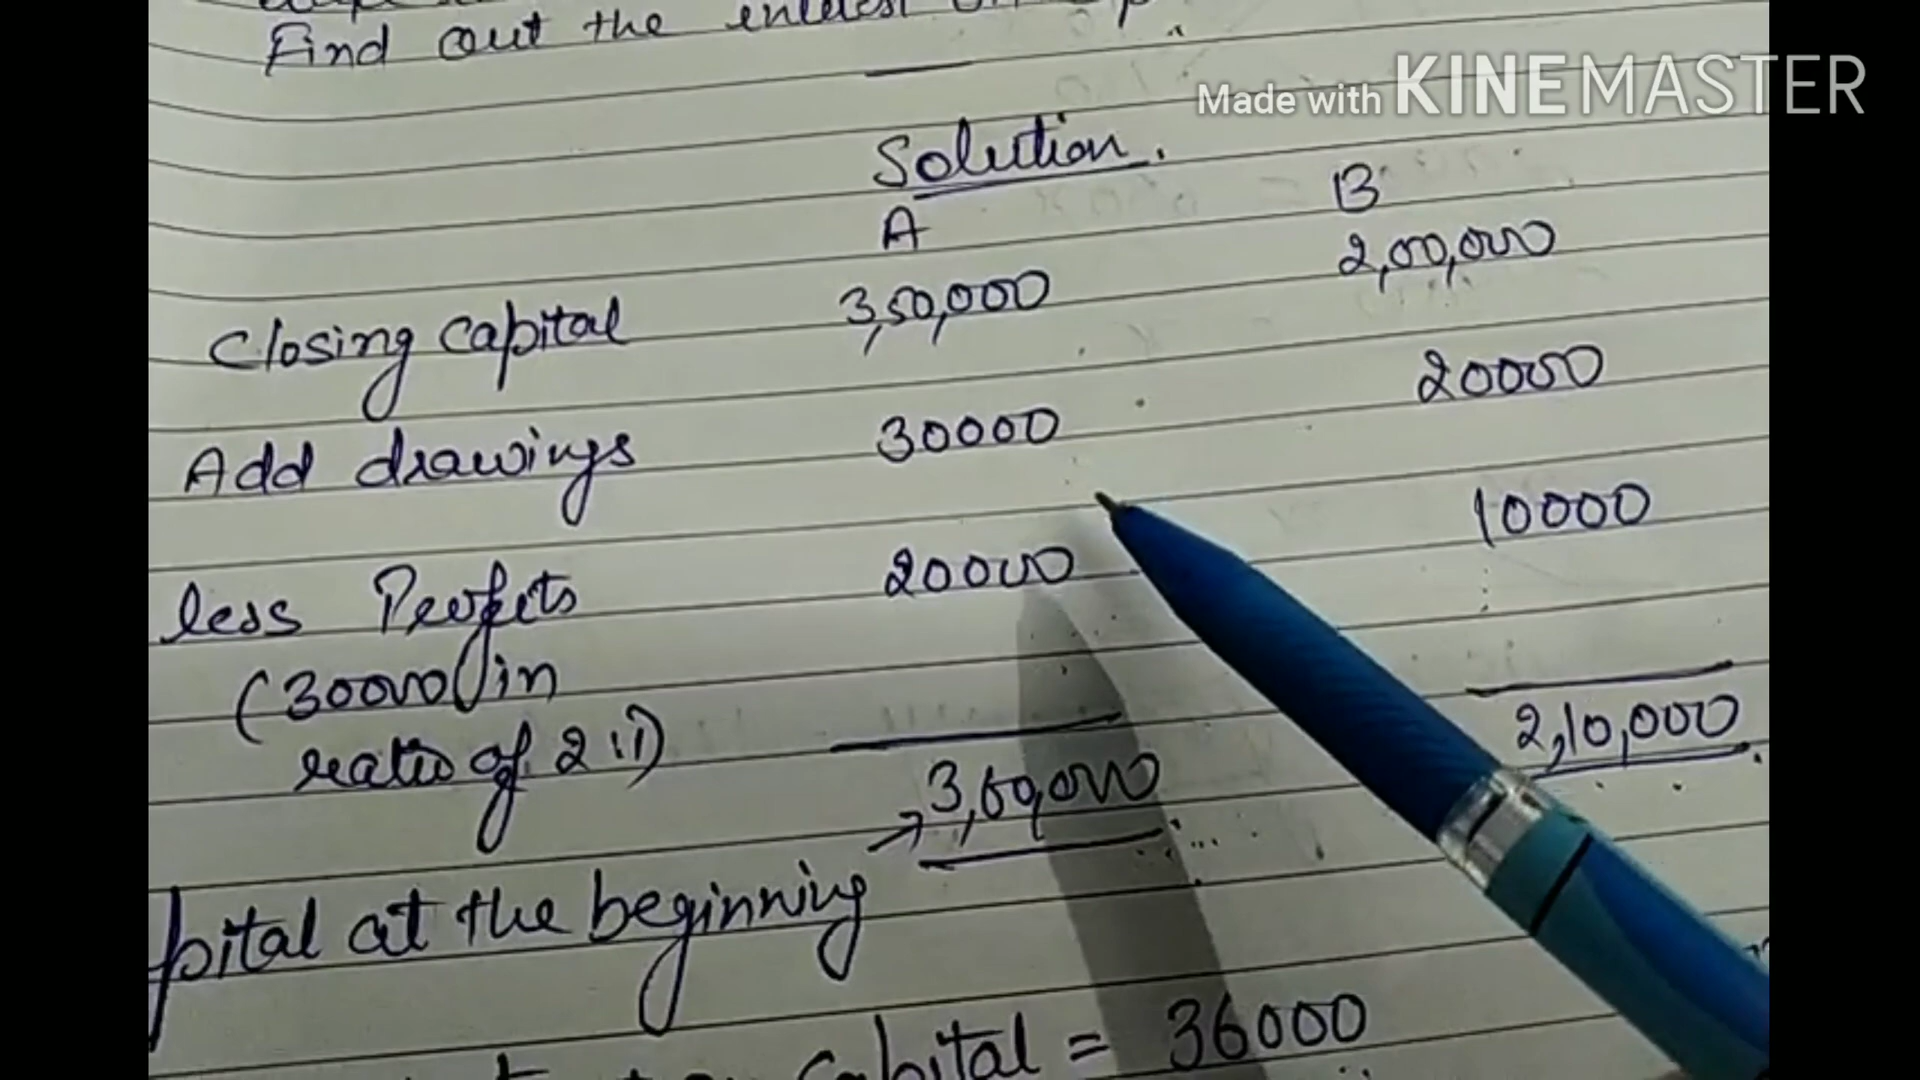 Find out the interest on
Made with KINEMASTER
Solution.
A B
Closing Capital 3,50,000 2,00,000
Add drawings 30000 20000
less Profits 20000 10000
(30000 in
ratio of 2:1)
3,60,000 2,10,000
pital at the beginning
capital = 36000